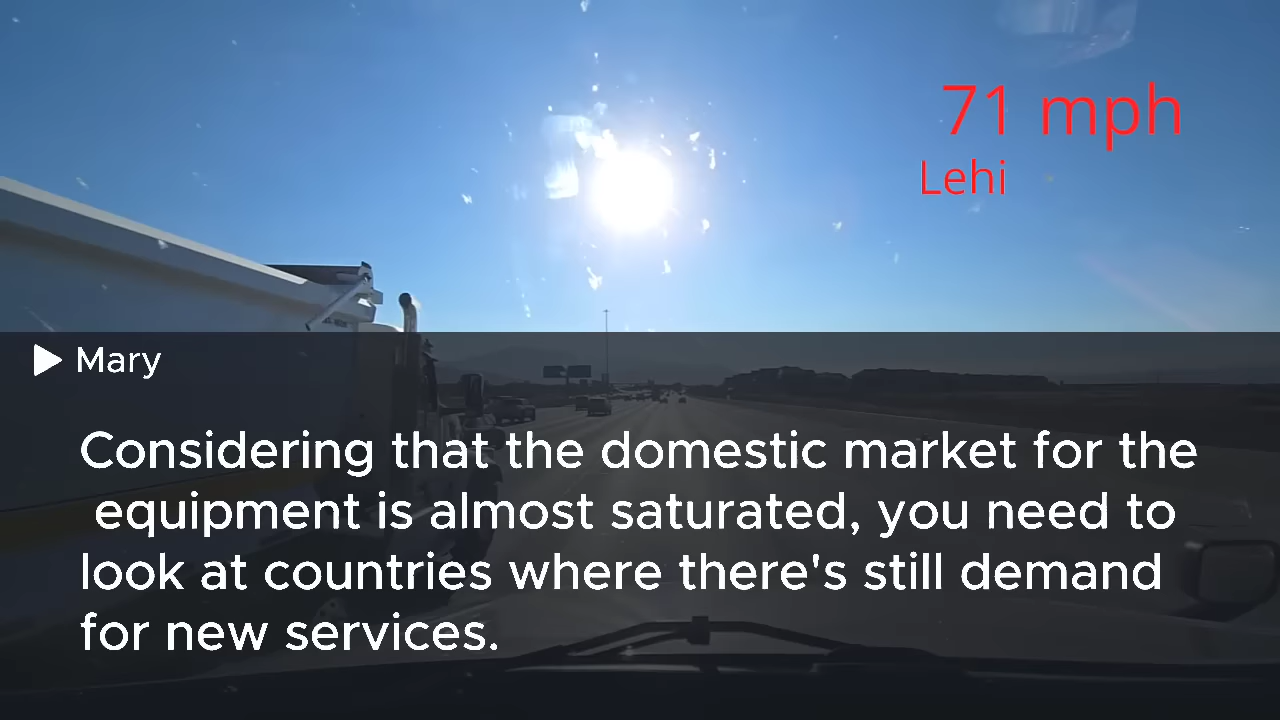 71 mph
Lehi
Mary
Considering that the domestic market for the
equipment is almost saturated, you need to
look at countries where there's still demand
for new services.